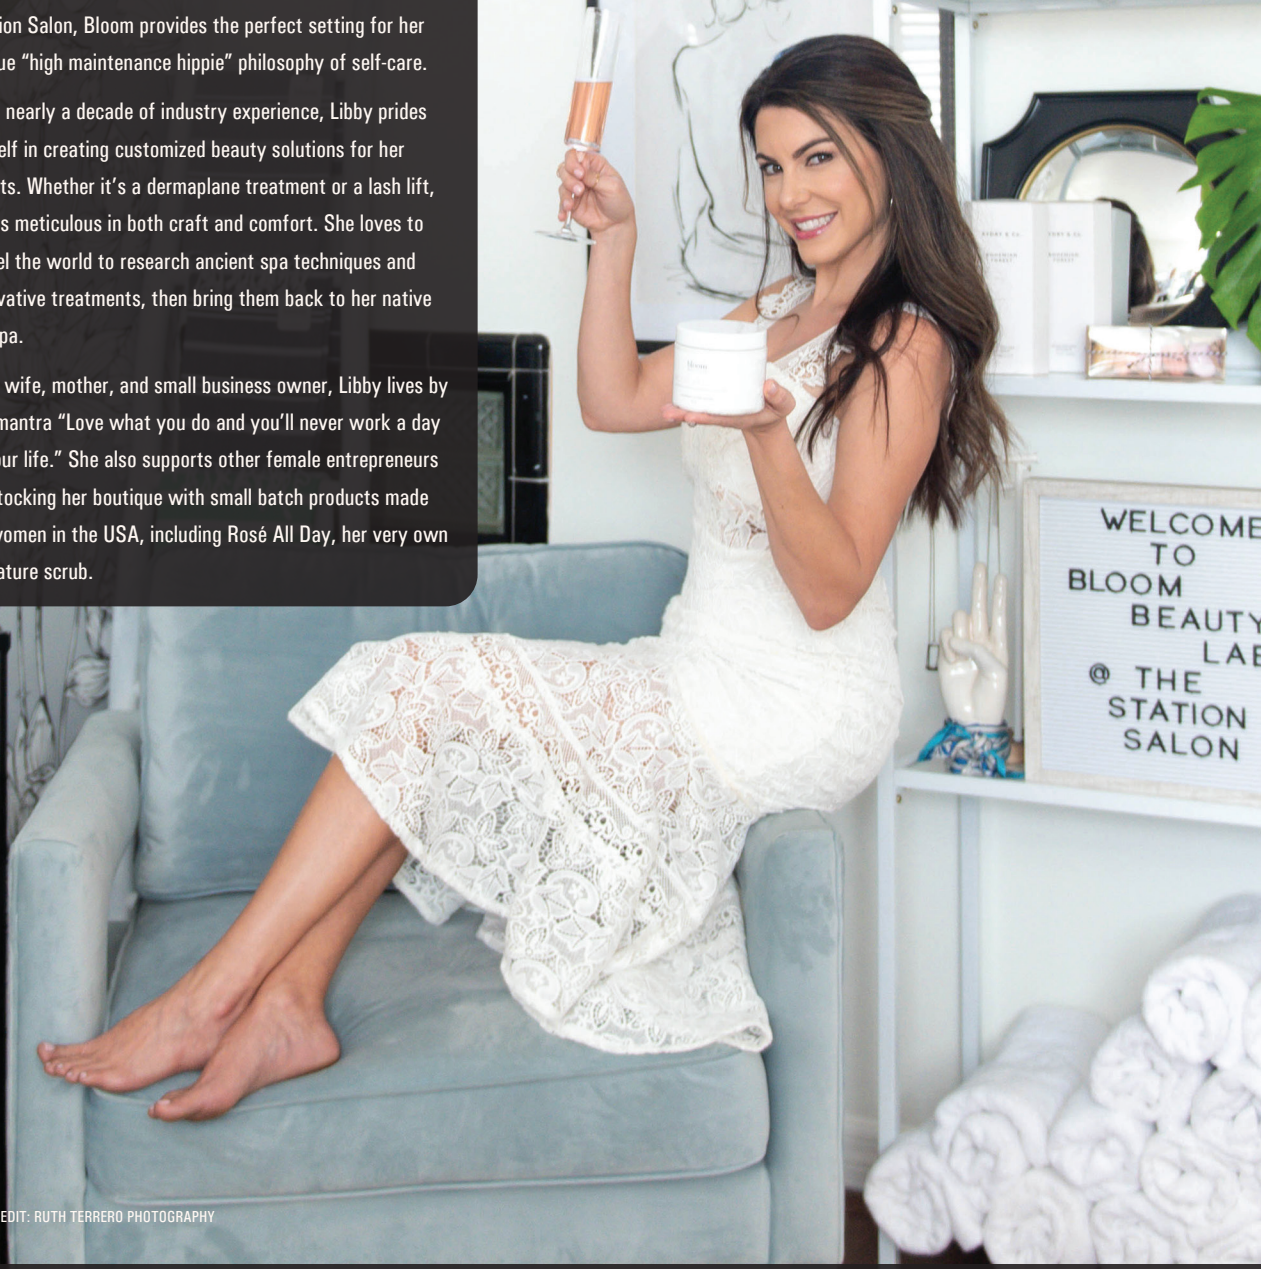 ion Salon, Bloom provides the perfect setting for her
ue “high maintenance hippie” philosophy of self-care.
nearly a decade of industry experience, Libby prides
elf in creating customized beauty solutions for her
ts. Whether it’s a dermaplane treatment or a lash lift,
s meticulous in both craft and comfort. She loves to
el the world to research ancient spa techniques and
vative treatments, then bring them back to her native
pa.
wife, mother, and small business owner, Libby lives by
mantra “Love what you do and you’ll never work a day
our life.” She also supports other female entrepreneurs
tocking her boutique with small batch products made
women in the USA, including Rosé All Day, her very own
ature scrub.
bloom
WELCOME
TO
BLOOM
BEAUTY
LAB
@ THE
STATION
SALON
EDIT: RUTH TERRERO PHOTOGRAPHY